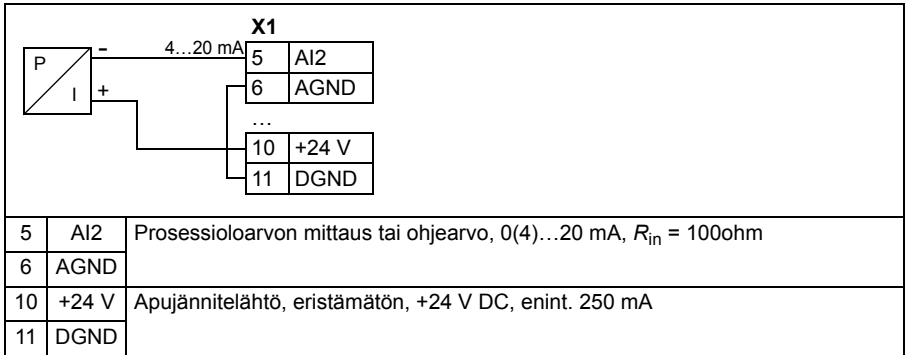 X1
- 4…20 mA 5 AI2
P
I + 6 AGND
…
10 +24 V
11 DGND
5 AI2 Prosessioloarvon mittaus tai ohjearvo, 0(4)…20 mA, Rin = 100ohm
6 AGND
10 +24 V Apujännitelähtö, eristämätön, +24 V DC, enint. 250 mA
11 DGND